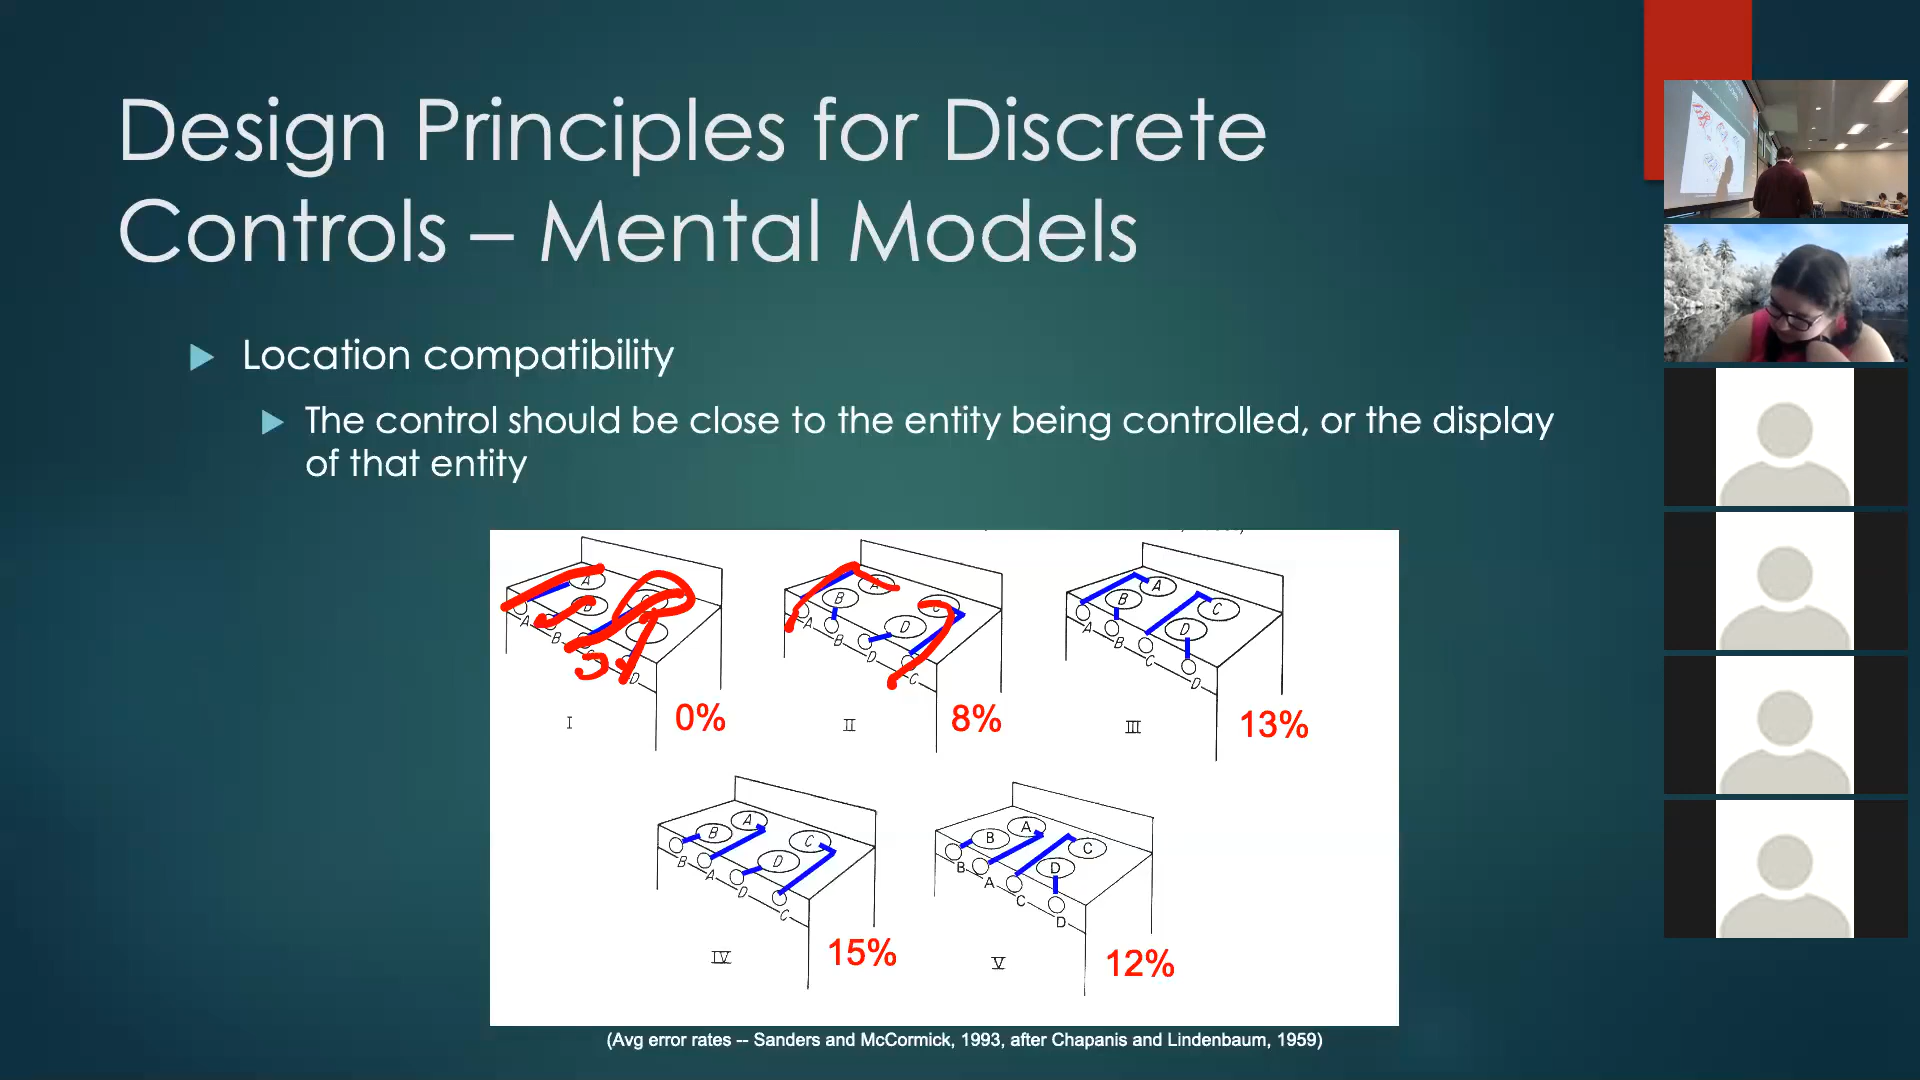 Design Principles for Discrete
Controls – Mental Models
Location compatibility
The control should be close to the entity being controlled, or the display
of that entity
A
A
B
D
I
0%
A
B
D
A
B
D
C
II
8%
A
B
C
D
A
B
C
D
III
13%
B
A
C
D
B
A
D
C
IV
15%
B
A
C
D
B
A
C
D
V
12%
(Avg error rates -- Sanders and McCormick, 1993, after Chapanis and Lindenbaum, 1959)